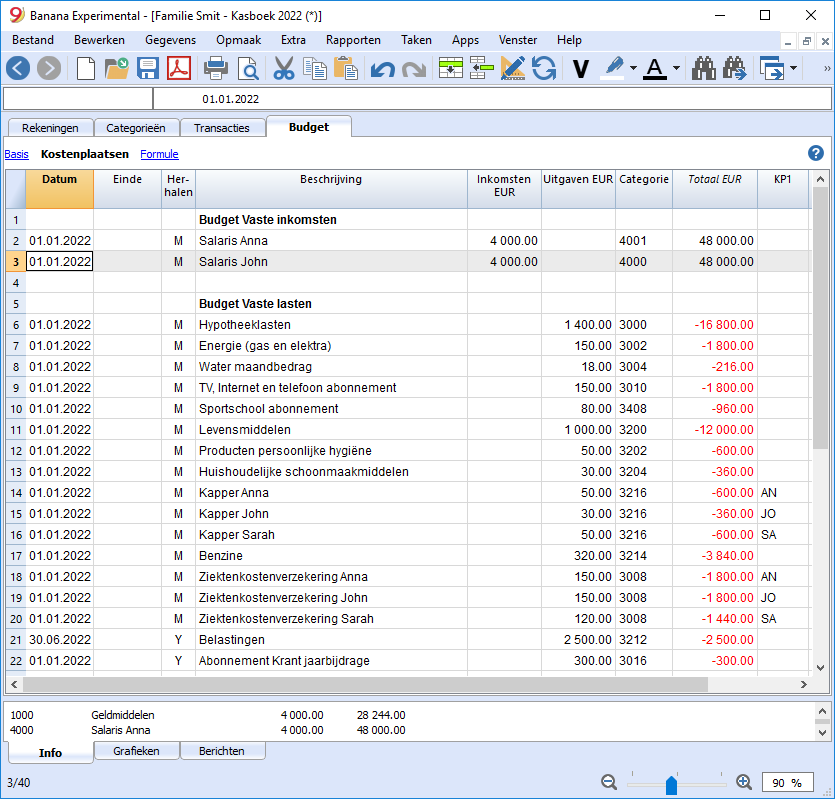 Banana Experimental - [Familie Smit - Kasboek 2022 (*)]
Bestand Bewerken Gegevens Opmaak Extra Rapporten Taken Apps Venster Help
V A »
01.01.2022
Rekeningen Categorieën Transacties Budget
Basis Kostenplaatsen Formule ?
Datum Einde Her-halen Beschrijving Inkomsten EUR Uitgaven EUR Categorie Totaal EUR KP1
1 Budget Vaste inkomsten
2 01.01.2022 M Salaris Anna 4 000.00 4001 48 000.00
3 01.01.2022 M Salaris John 4 000.00 4000 48 000.00
4
5 Budget Vaste lasten
6 01.01.2022 M Hypotheeklasten 1 400.00 3000 -16 800.00
7 01.01.2022 M Energie (gas en elektra) 150.00 3002 -1 800.00
8 01.01.2022 M Water maandbedrag 18.00 3004 -216.00
9 01.01.2022 M TV, Internet en telefoon abonnement 150.00 3010 -1 800.00
10 01.01.2022 M Sportschool abonnement 80.00 3408 -960.00
11 01.01.2022 M Levensmiddelen 1 000.00 3200 -12 000.00
12 01.01.2022 M Producten persoonlijke hygiëne 50.00 3202 -600.00
13 01.01.2022 M Huishoudelijke schoonmaakmiddelen 30.00 3204 -360.00
14 01.01.2022 M Kapper Anna 50.00 3216 -600.00 AN
15 01.01.2022 M Kapper John 30.00 3216 -360.00 JO
16 01.01.2022 M Kapper Sarah 50.00 3216 -600.00 SA
17 01.01.2022 M Benzine 320.00 3214 -3 840.00
18 01.01.2022 M Ziektenkostenverzekering Anna 150.00 3008 -1 800.00 AN
19 01.01.2022 M Ziektenkostenverzekering John 150.00 3008 -1 800.00 JO
20 01.01.2022 M Ziektenkostenverzekering Sarah 120.00 3008 -1 440.00 SA
21 30.06.2022 Y Belastingen 2 500.00 3212 -2 500.00
22 01.01.2022 Y Abonnement Krant jaarbijdrage 300.00 3016 -300.00
1000 Geldmiddelen 4 000.00 28 244.00
4000 Salaris Anna 4 000.00 48 000.00
Info Grafieken Berichten
3/40 90 %